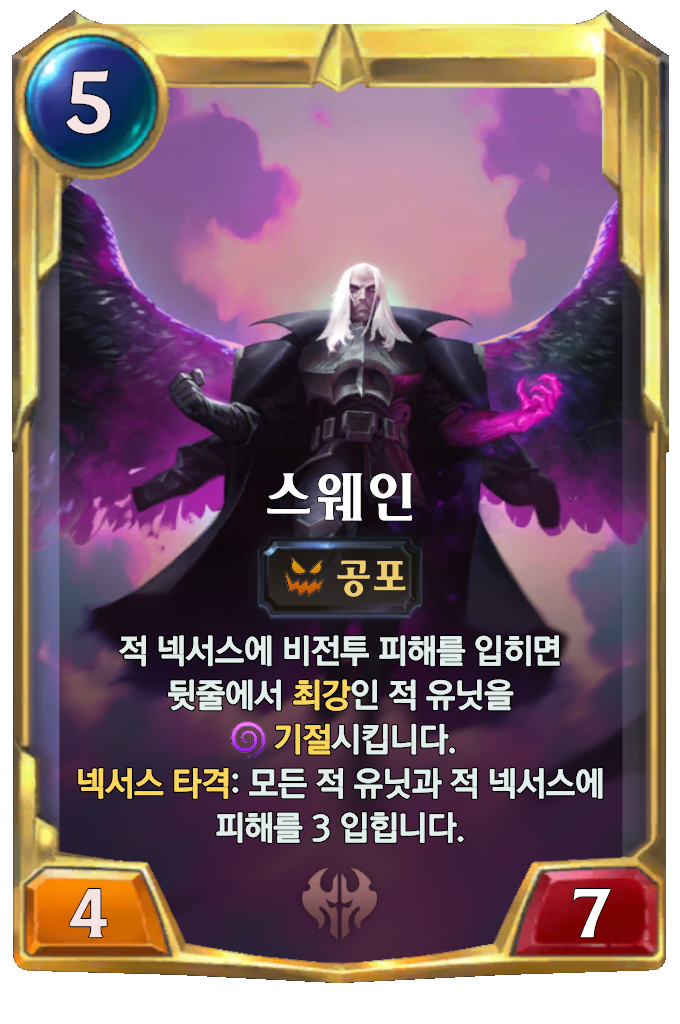 5
스웨인
공포
적 넥서스에 비전투 피해를 입히면
뒷줄에서 최강인 적 유닛을
기절시킵니다.
넥서스 타격: 모든 적 유닛과 적 넥서스에
피해를 3 입힙니다.
4
7